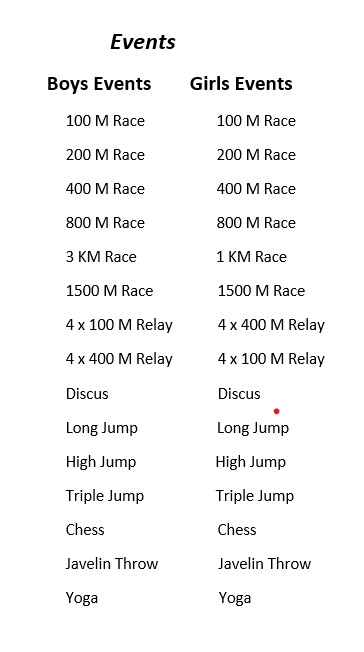 Events
Boys Events Girls Events
100 M Race 100 M Race
200 M Race 200 M Race
400 M Race 400 M Race
800 M Race 800 M Race
3 KM Race 1 KM Race
1500 M Race 1500 M Race
4 x 100 M Relay 4 x 400 M Relay
4 x 400 M Relay 4 x 100 M Relay
Discus Discus
Long Jump Long Jump
High Jump High Jump
Triple Jump Triple Jump
Chess Chess
Javelin Throw Javelin Throw
Yoga Yoga